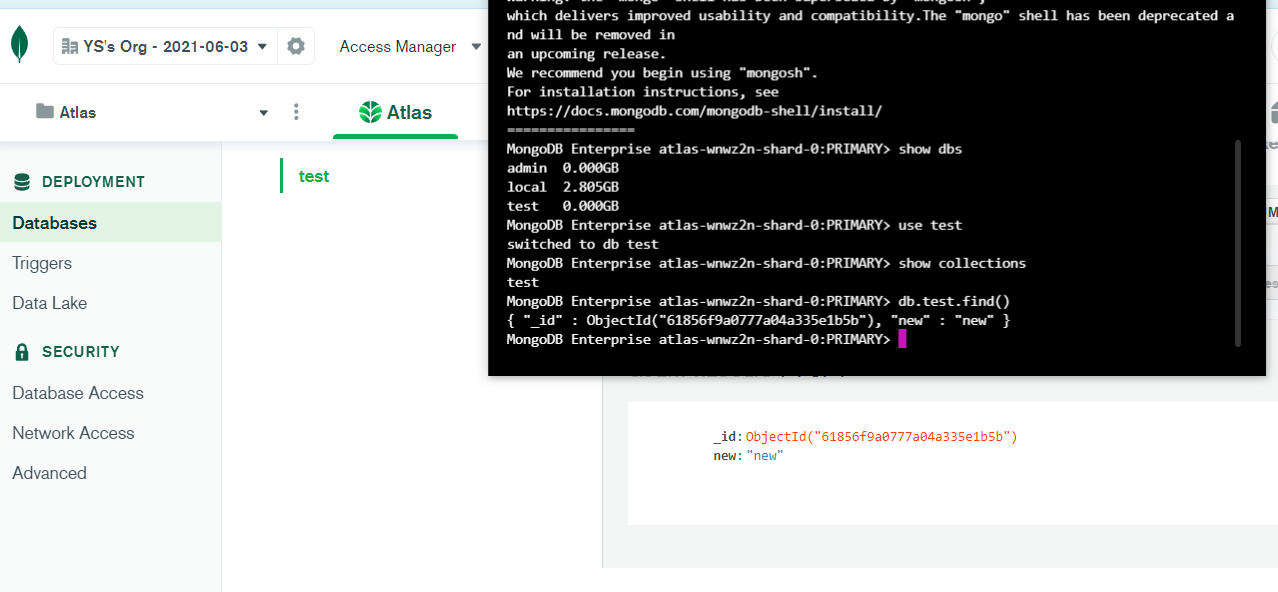 YS's Org - 2021-06-03
Access Manager
Atlas
Atlas
DEPLOYMENT
Databases
Triggers
Data Lake
SECURITY
Database Access
Network Access
Advanced
test
which delivers improved usability and compatibility.The "mongo" shell has been deprecated a
nd will be removed in
an upcoming release.
We recommend you begin using "mongosh".
For installation instructions, see
https://docs.mongodb.com/mongodb-shell/install/
================
MongoDB Enterprise atlas-wnwz2n-shard-0:PRIMARY> show dbs
admin  0.000GB
local  2.805GB
test   0.000GB
MongoDB Enterprise atlas-wnwz2n-shard-0:PRIMARY> use test
switched to db test
MongoDB Enterprise atlas-wnwz2n-shard-0:PRIMARY> show collections
test
MongoDB Enterprise atlas-wnwz2n-shard-0:PRIMARY> db.test.find()
{ "_id" : ObjectId("61856f9a0777a04a335e1b5b"), "new" : "new" }
MongoDB Enterprise atlas-wnwz2n-shard-0:PRIMARY>
_id: ObjectId("61856f9a0777a04a335e1b5b")
new: "new"